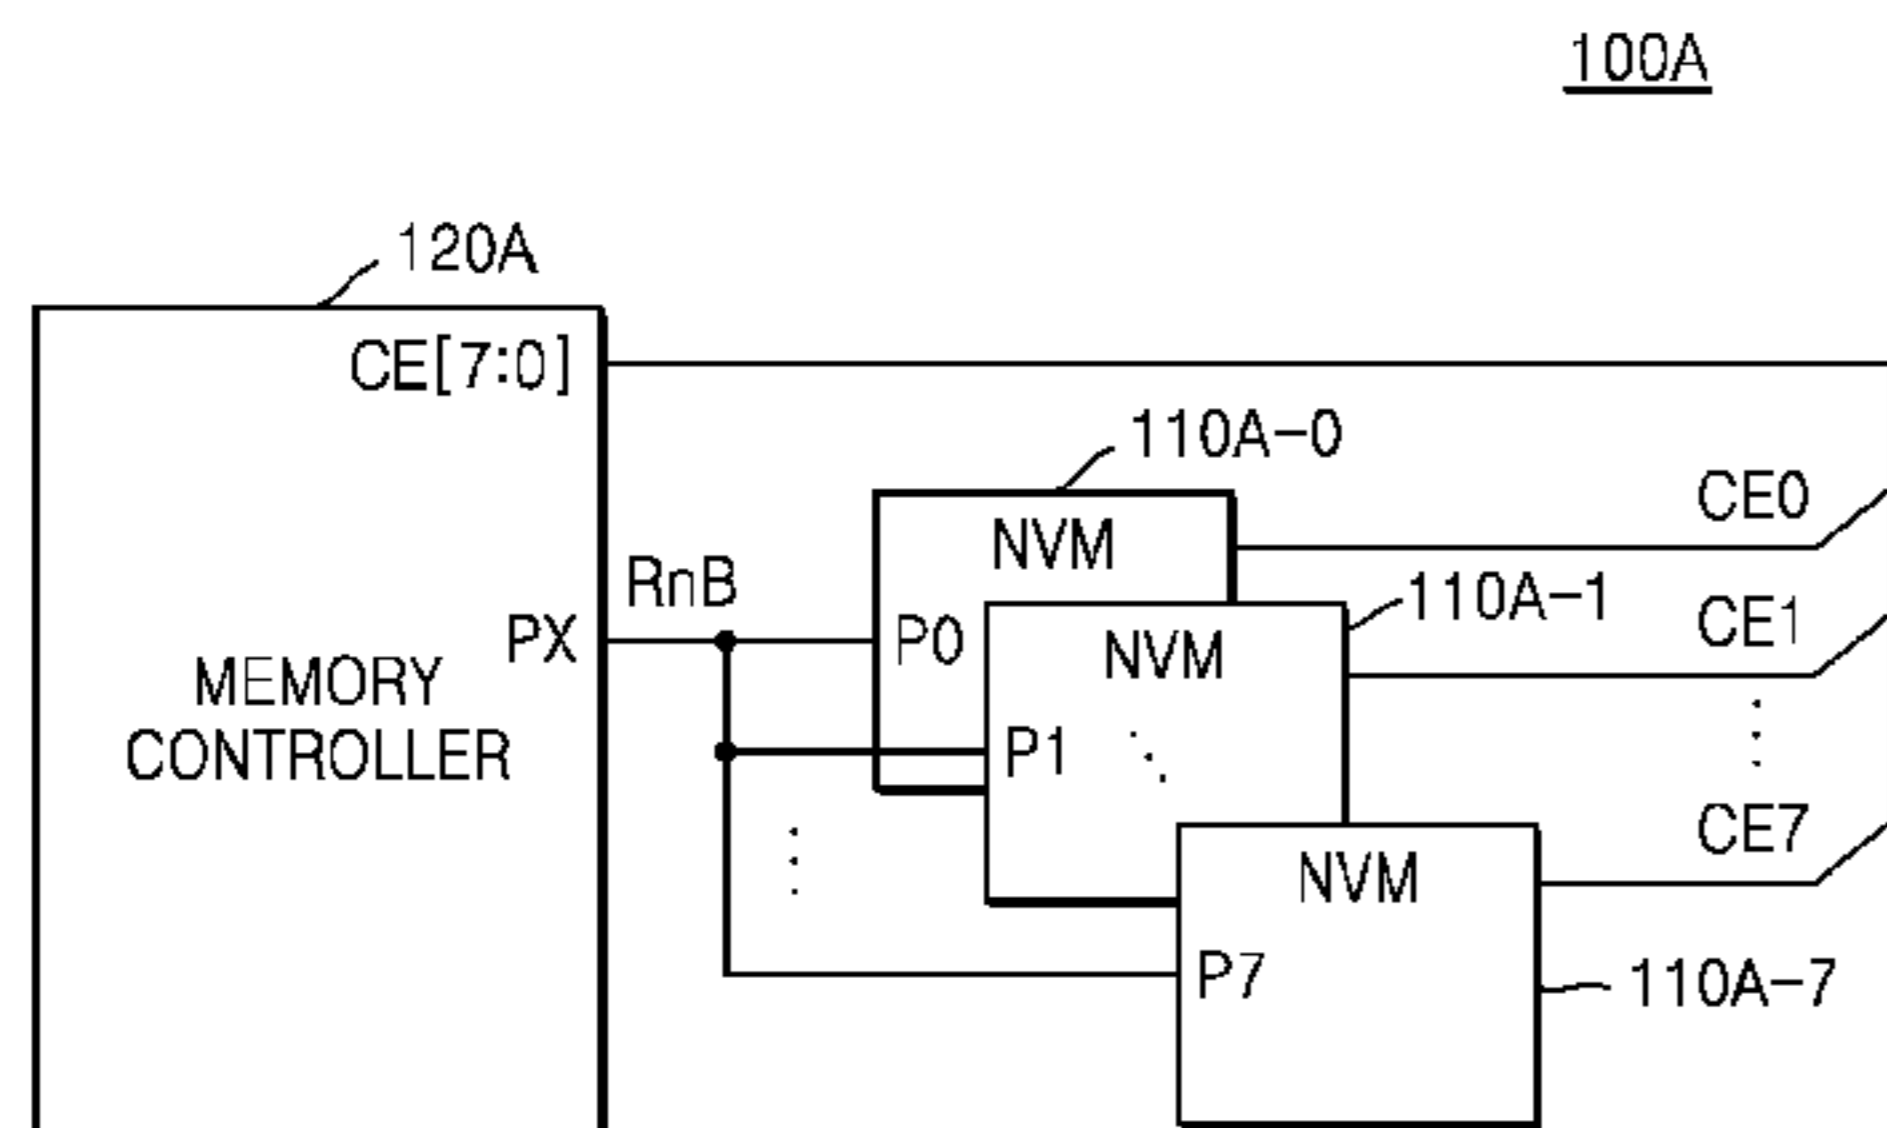 100A
120A
CE[7:0]
110A-0
CE0
NVM
RnB
110A-1
CE1
PX
P0
NVM
MEMORY
CONTROLLER
P1
CE7
NVM
P7
110A-7